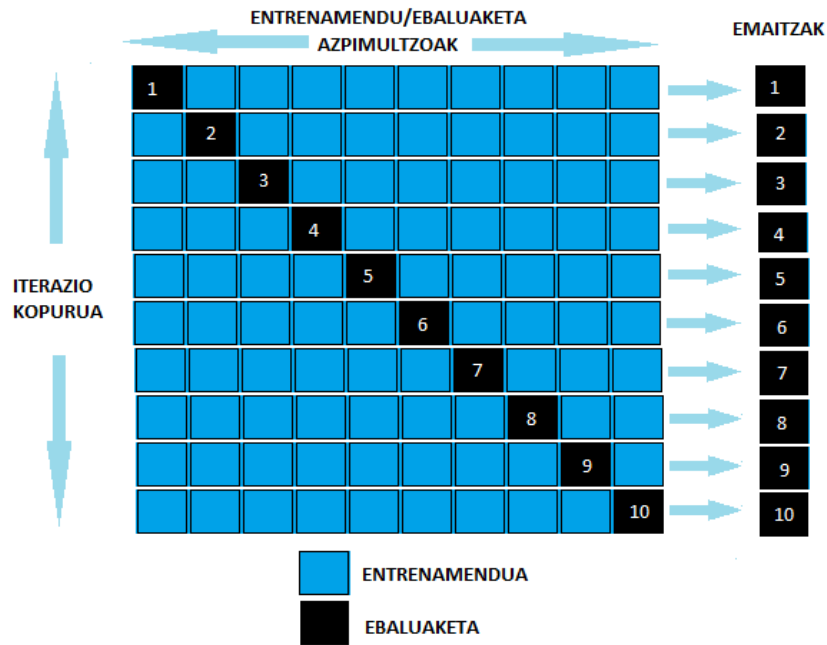 ENTRENAMENDU/EBALUAKETA
AZPIMULTZOAK
EMAITZAK
1 1
2 2
3 3
4 4
5 5
6 6
7 7
8 8
9 9
10 10
ITERAZIO
KOPURUA
ENTRENAMENDUA
EBALUAKETA